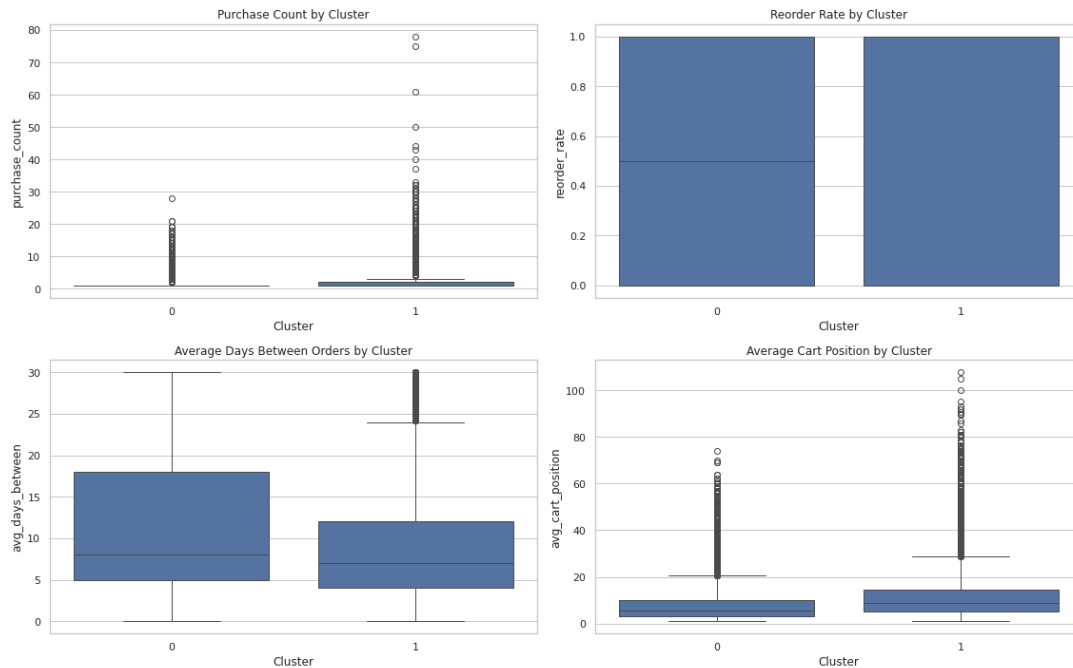 Purchase Count by Cluster
80
70
60
50
40
30
20
10
0
purchase_count
0 1
Cluster
Reorder Rate by Cluster
1.0
0.8
0.6
0.4
0.2
0.0
reorder_rate
0 1
Cluster
Average Days Between Orders by Cluster
30
25
20
15
10
5
0
avg_days_between
0 1
Cluster
Average Cart Position by Cluster
100
80
60
40
20
0
avg_cart_position
0 1
Cluster